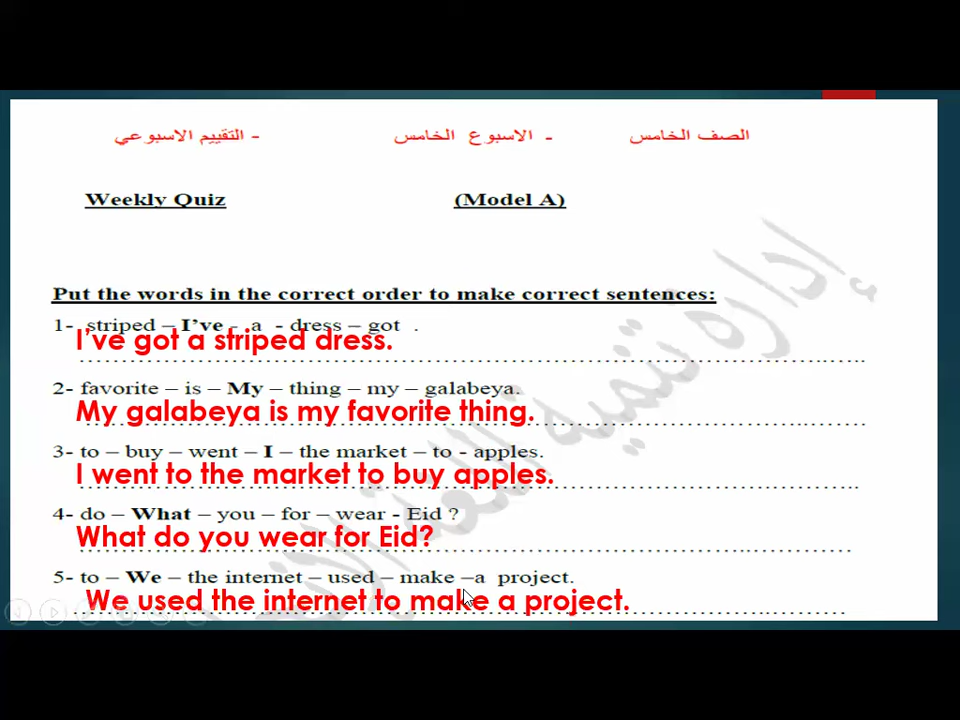 الصف الخامس - الاسبوع الخامس - التقييم الاسبوعي
Weekly Quiz (Model A)
Put the words in the correct order to make correct sentences:
1- striped – I've - a - dress – got .
I've got a striped dress.
2- favorite – is – My – thing – my – galabeya.
My galabeya is my favorite thing.
3- to – buy – went – I – the market – to - apples.
I went to the market to buy apples.
4- do – What – you – for – wear - Eid ?
What do you wear for Eid?
5- to – We – the internet – used – make –a project.
We used the internet to make a project.
إدارة تنمية اللغة